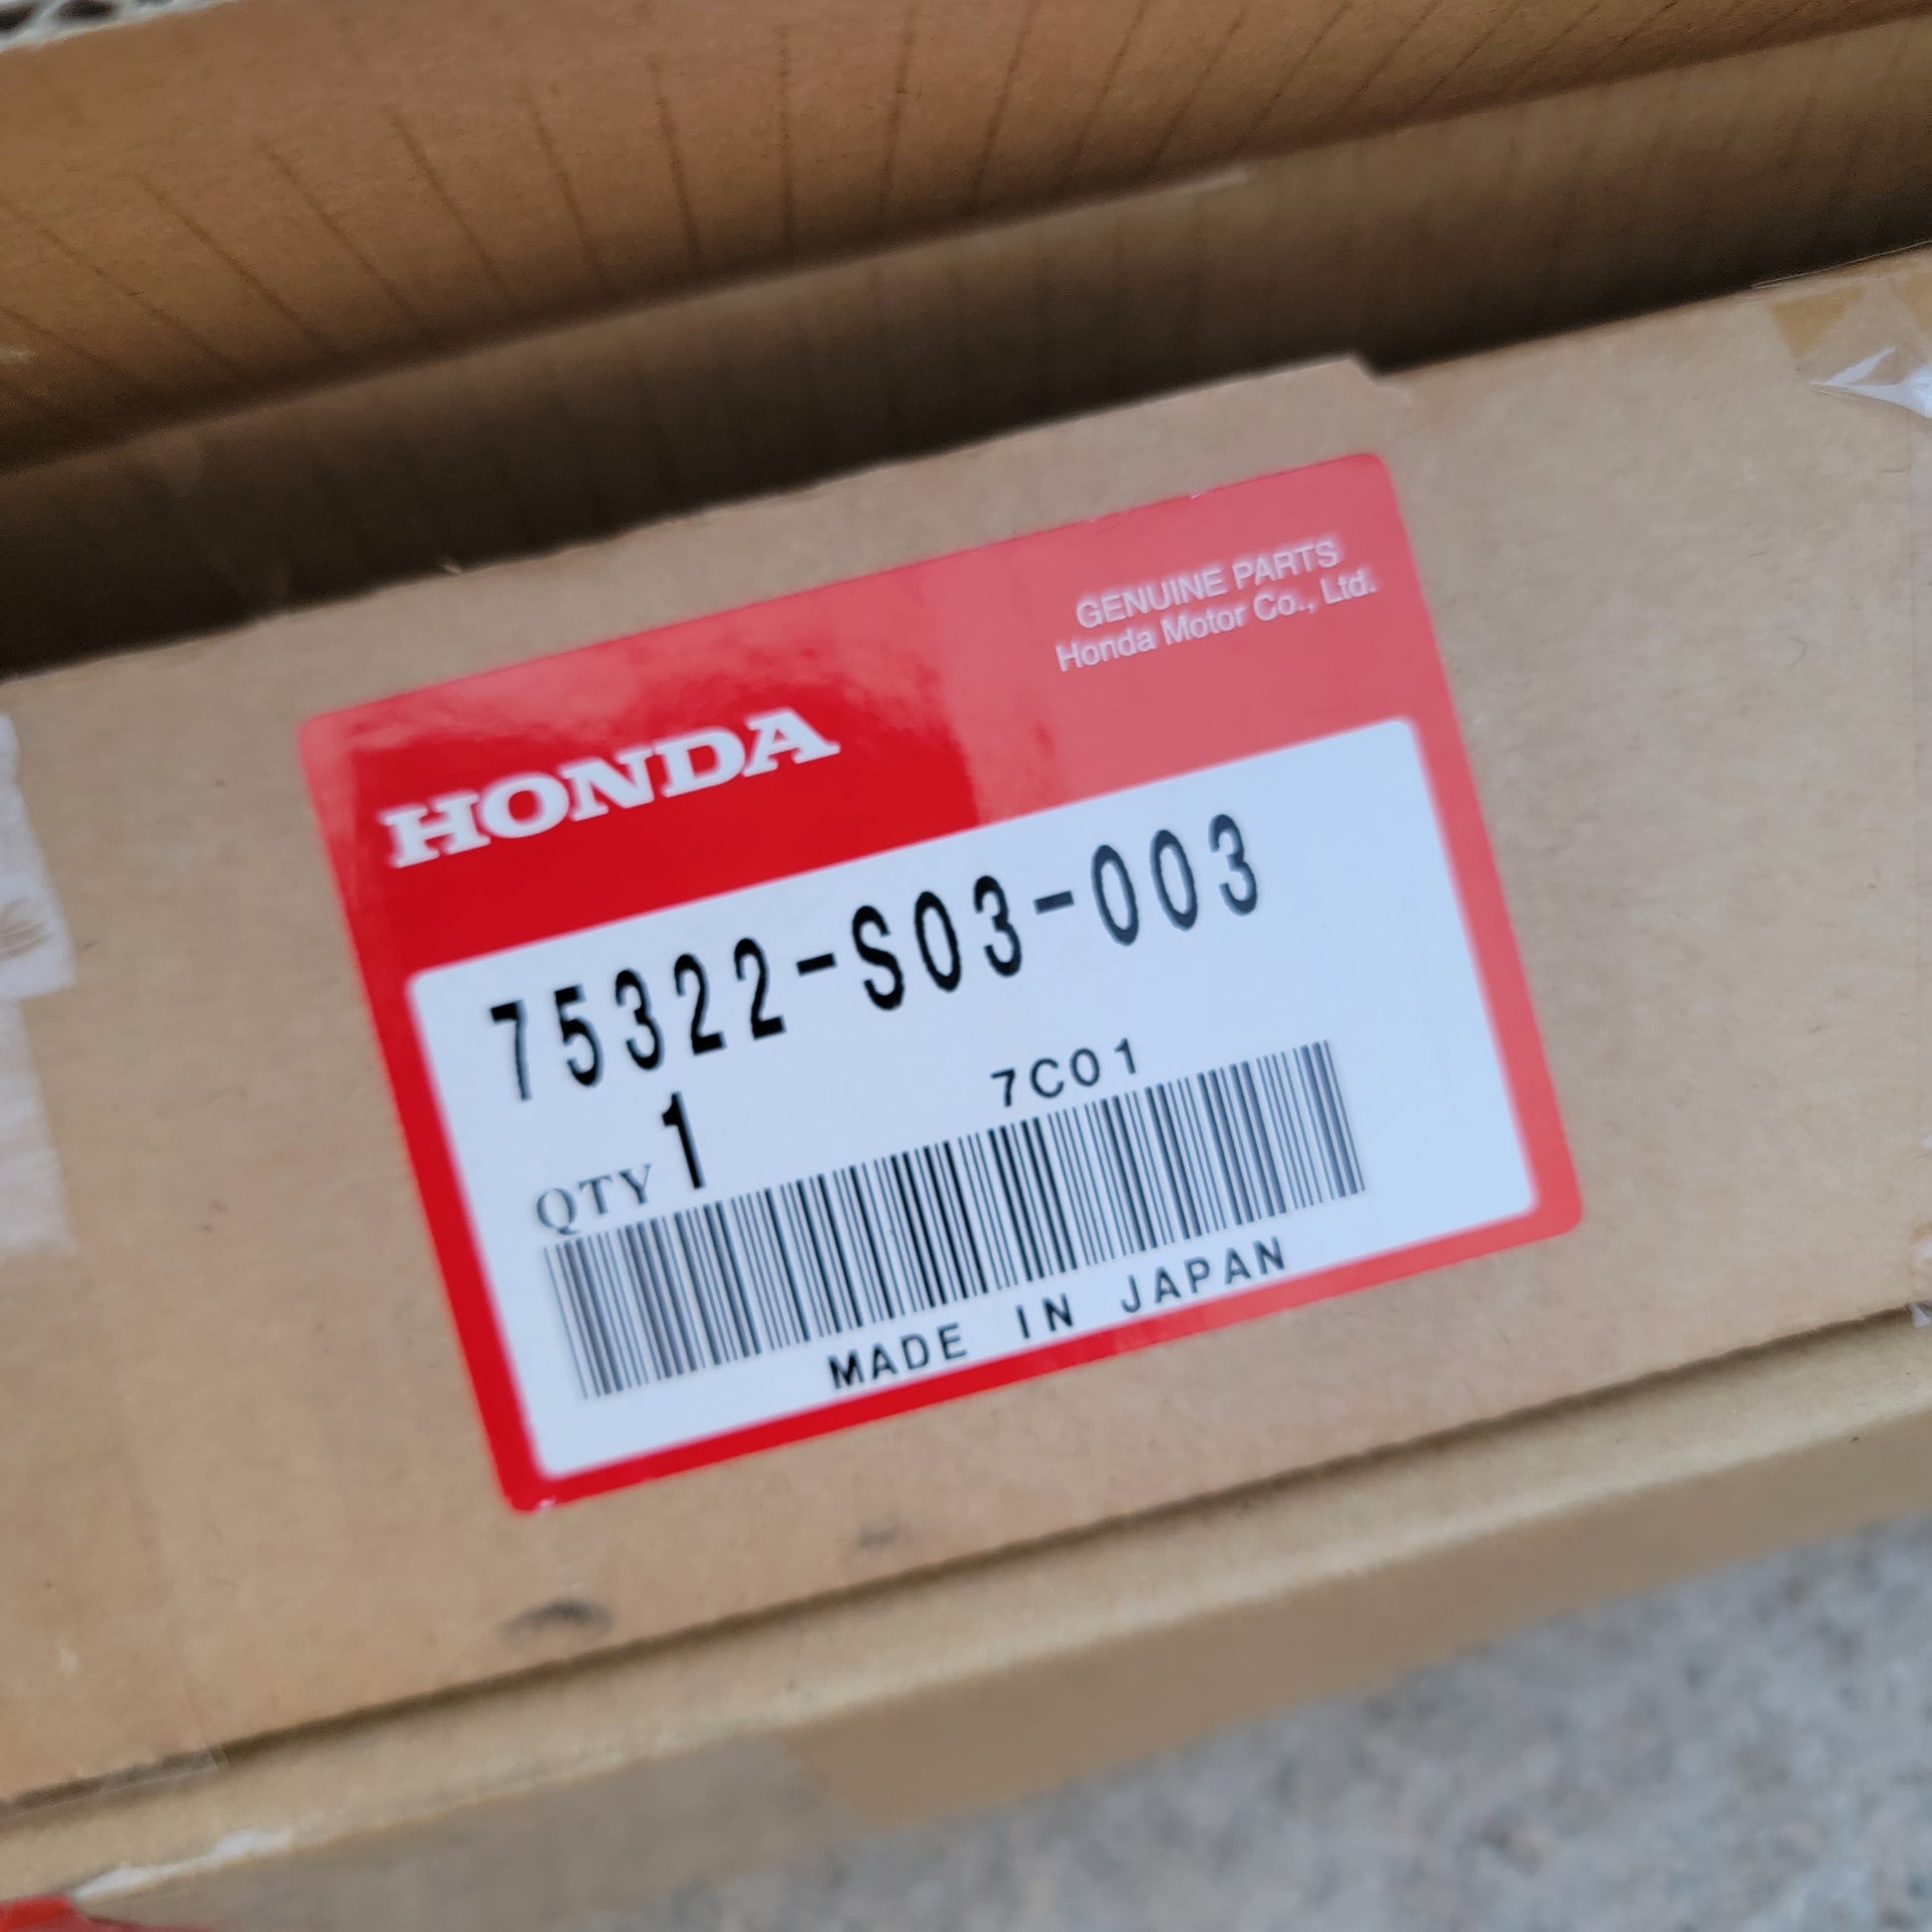 GENUINE PARTS
Honda Motor Co., Ltd.
HONDA
75322-S03-003
7C01
QTY 1
MADE IN JAPAN